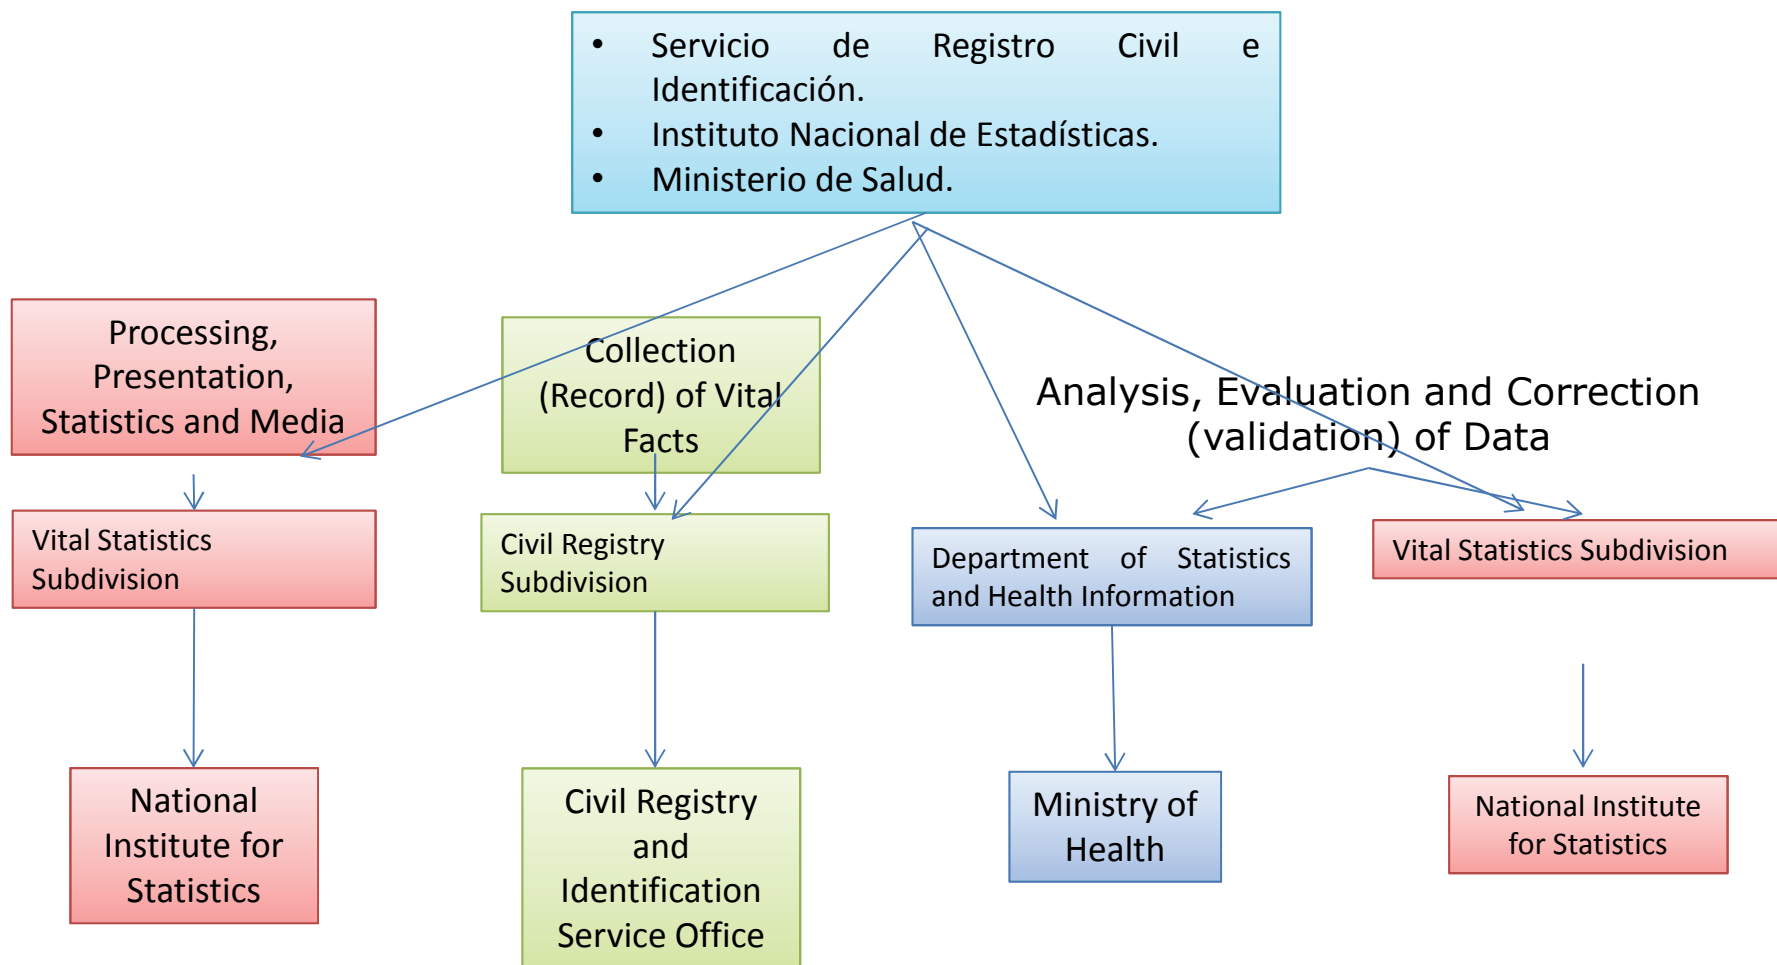 • Servicio de Registro Civil e
Identificación.
• Instituto Nacional de Estadísticas.
• Ministerio de Salud.
Processing,
Presentation,
Statistics and Media
Collection
(Record) of Vital
Facts
Analysis, Evaluation and Correction
(validation) of Data
Vital Statistics
Subdivision
Civil Registry
Subdivision
Department of Statistics
and Health Information
Vital Statistics Subdivision
National
Institute for
Statistics
Civil Registry
and
Identification
Service Office
Ministry of
Health
National Institute
for Statistics